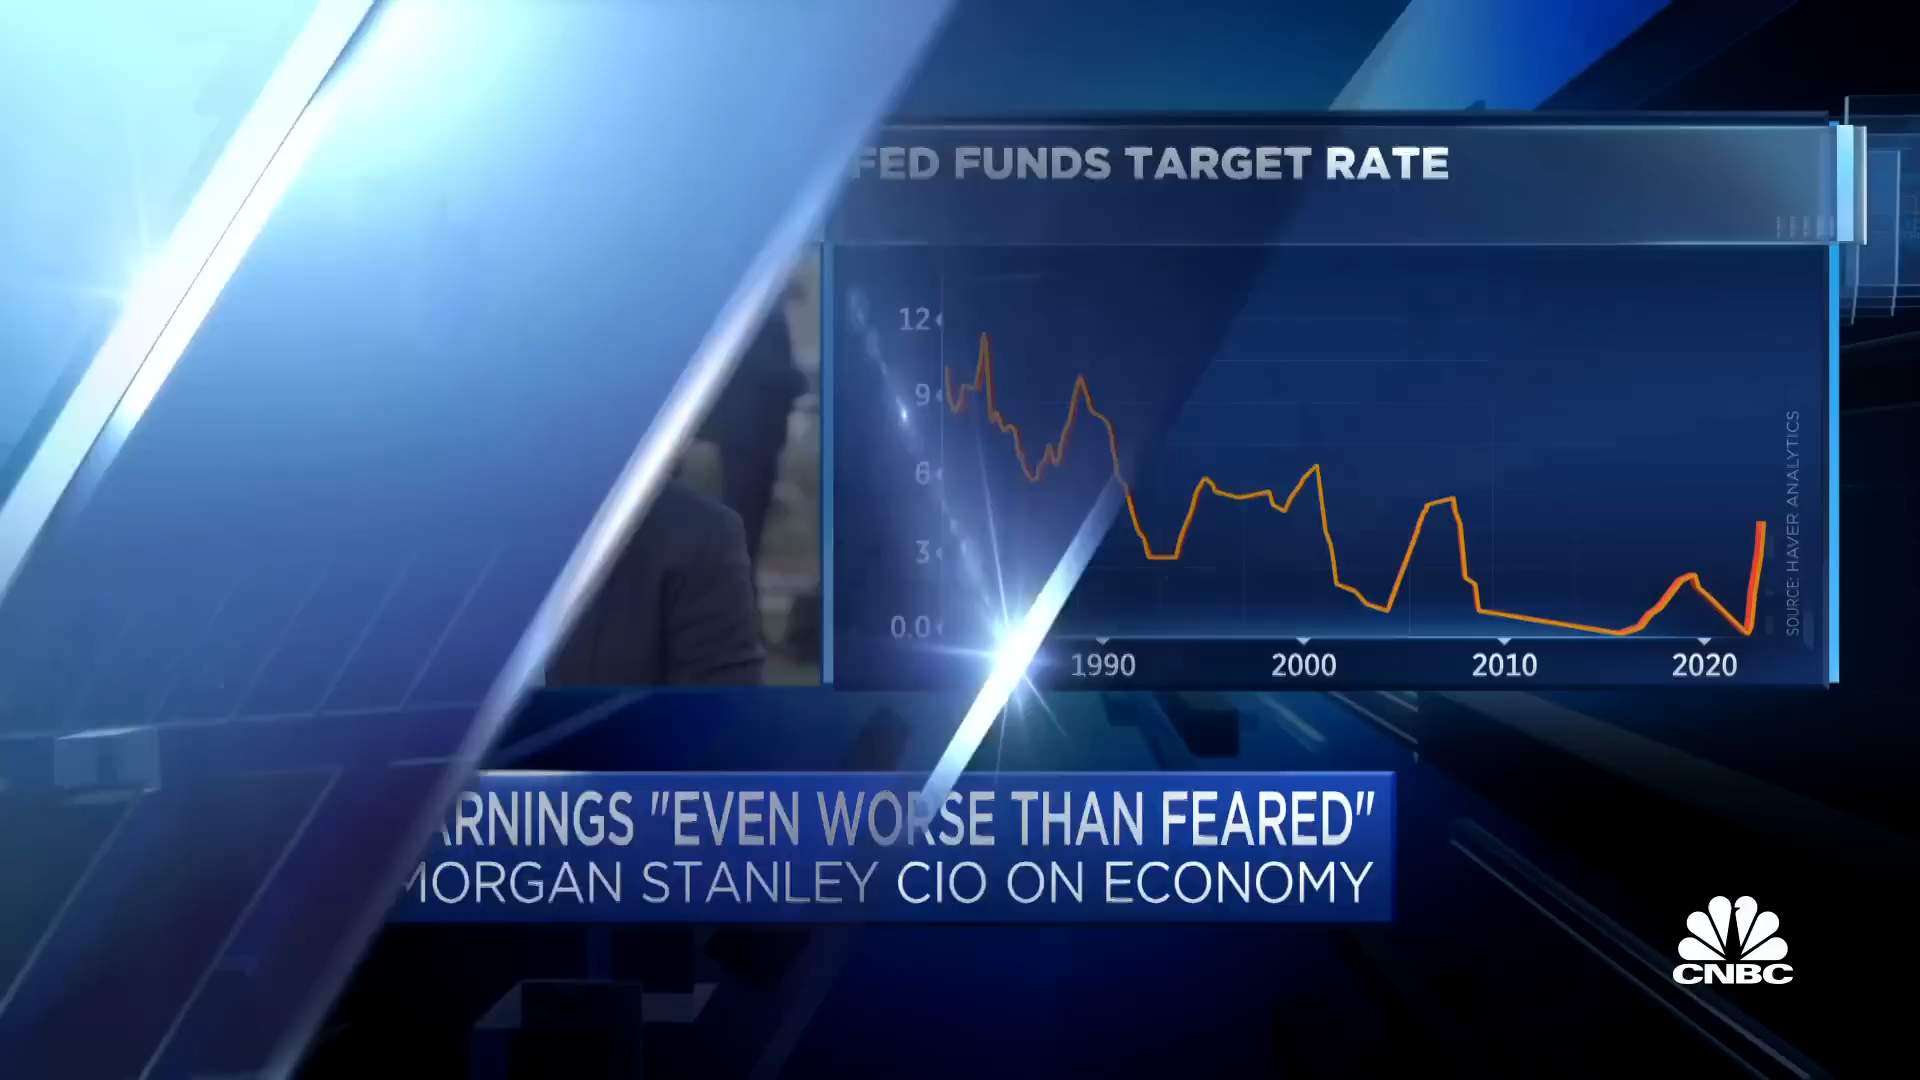 FED FUNDS TARGET RATE
12
9
6
3
0.0
1990 2000 2010 2020
SOURCE: HAVER ANALYTICS
ARNINGS "EVEN WORSE THAN FEARED"
MORGAN STANLEY CIO ON ECONOMY
CNBC